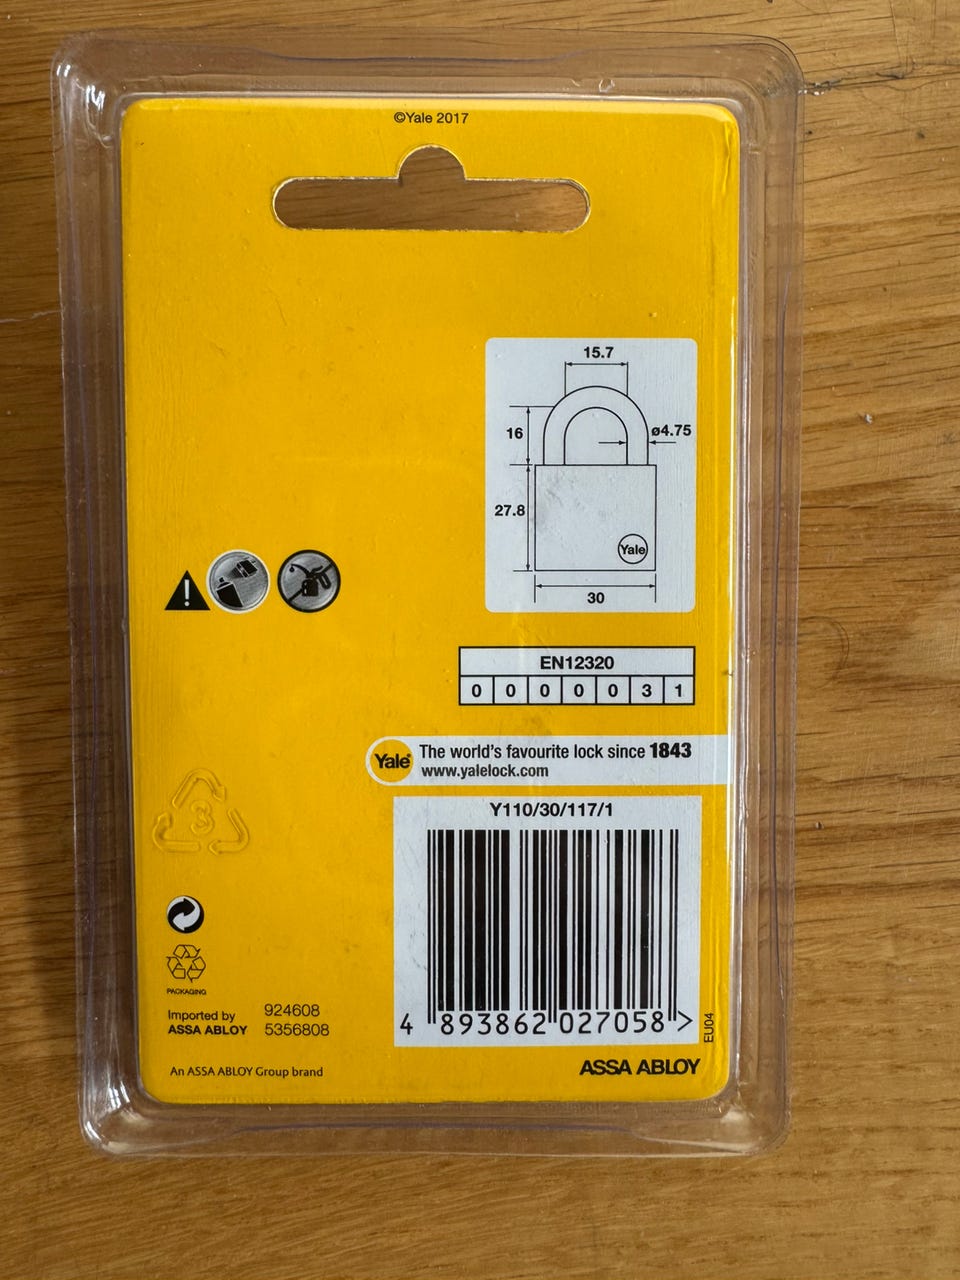 ©Yale 2017
15.7
16
ø4.75
27.8
Yale
30
EN12320
0 0 0 0 0 3 1
Yale
The world's favourite lock since 1843
www.yalelock.com
Y110/30/117/1
4 893862 027058 >
EU04
3
PACKAGING
Imported by 924608
ASSA ABLOY 5356808
An ASSA ABLOY Group brand
ASSA ABLOY